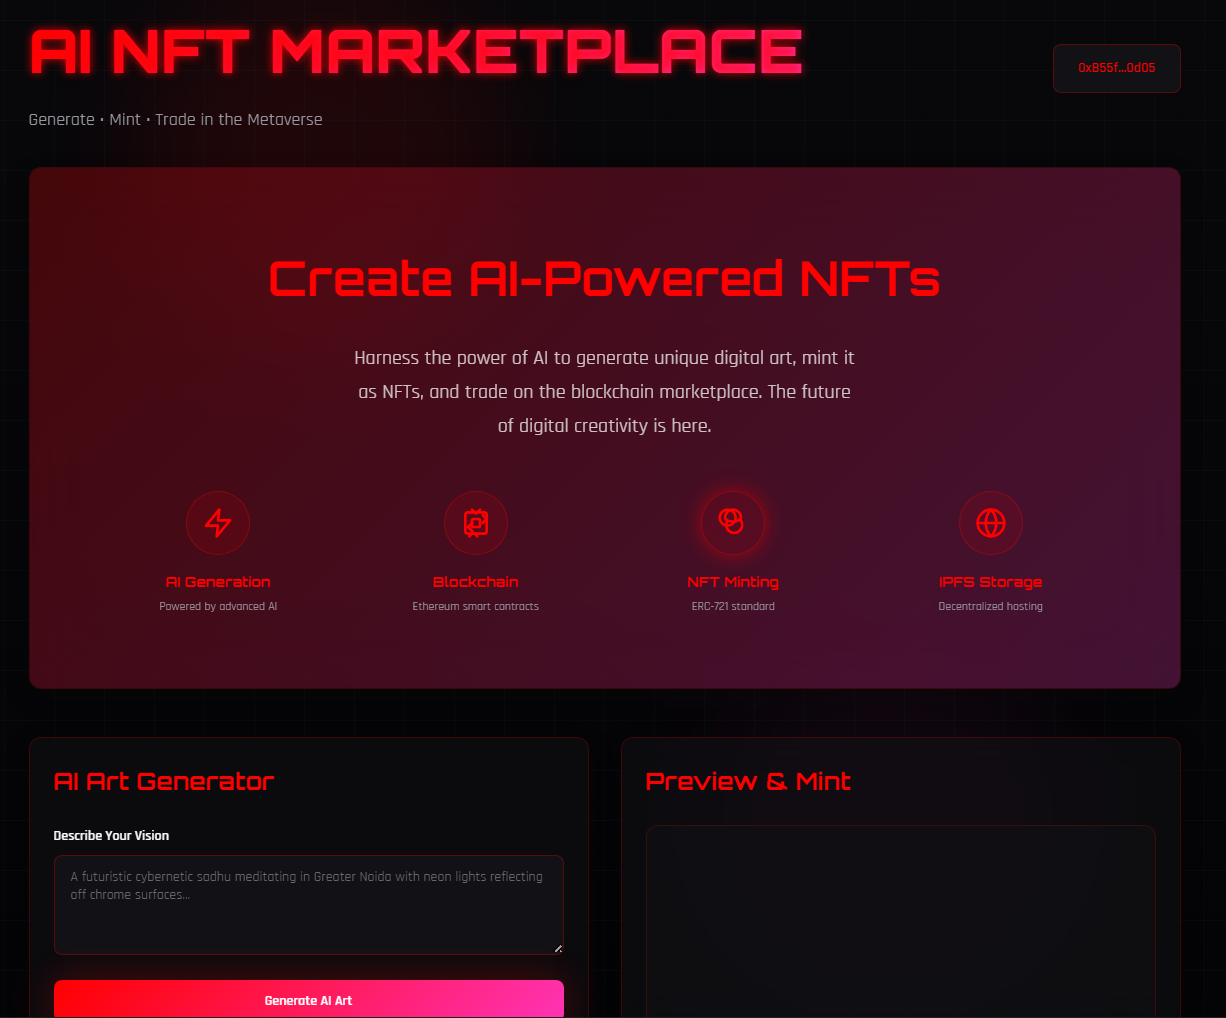 AI NFT MARKETPLACE
0xB55f...0d05
Generate • Mint • Trade in the Metaverse
Create AI-Powered NFTs
Harness the power of AI to generate unique digital art, mint it
as NFTs, and trade on the blockchain marketplace. The future
of digital creativity is here.
AI Generation
Powered by advanced AI
Blockchain
Ethereum smart contracts
NFT Minting
ERC-721 standard
IPFS Storage
Decentralized hosting
AI Art Generator
Describe Your Vision
A futuristic cybernetic sadhu meditating in Greater Noida with neon lights reflecting
off chrome surfaces...
Generate AI Art
Preview & Mint